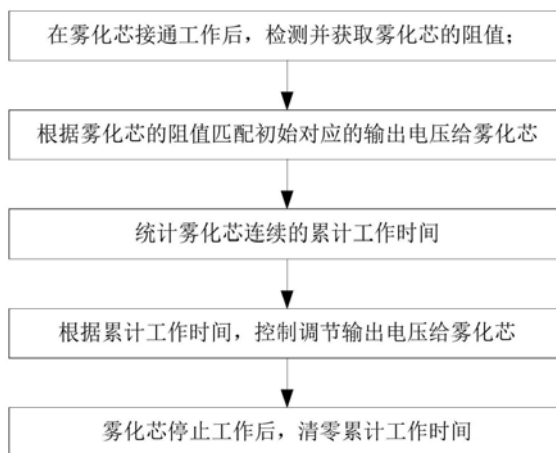 在雾化芯接通工作后，检测并获取雾化芯的阻值；
根据雾化芯的阻值匹配初始对应的输出电压给雾化芯
统计雾化芯连续的累计工作时间
根据累计工作时间，控制调节输出电压给雾化芯
雾化芯停止工作后，清零累计工作时间